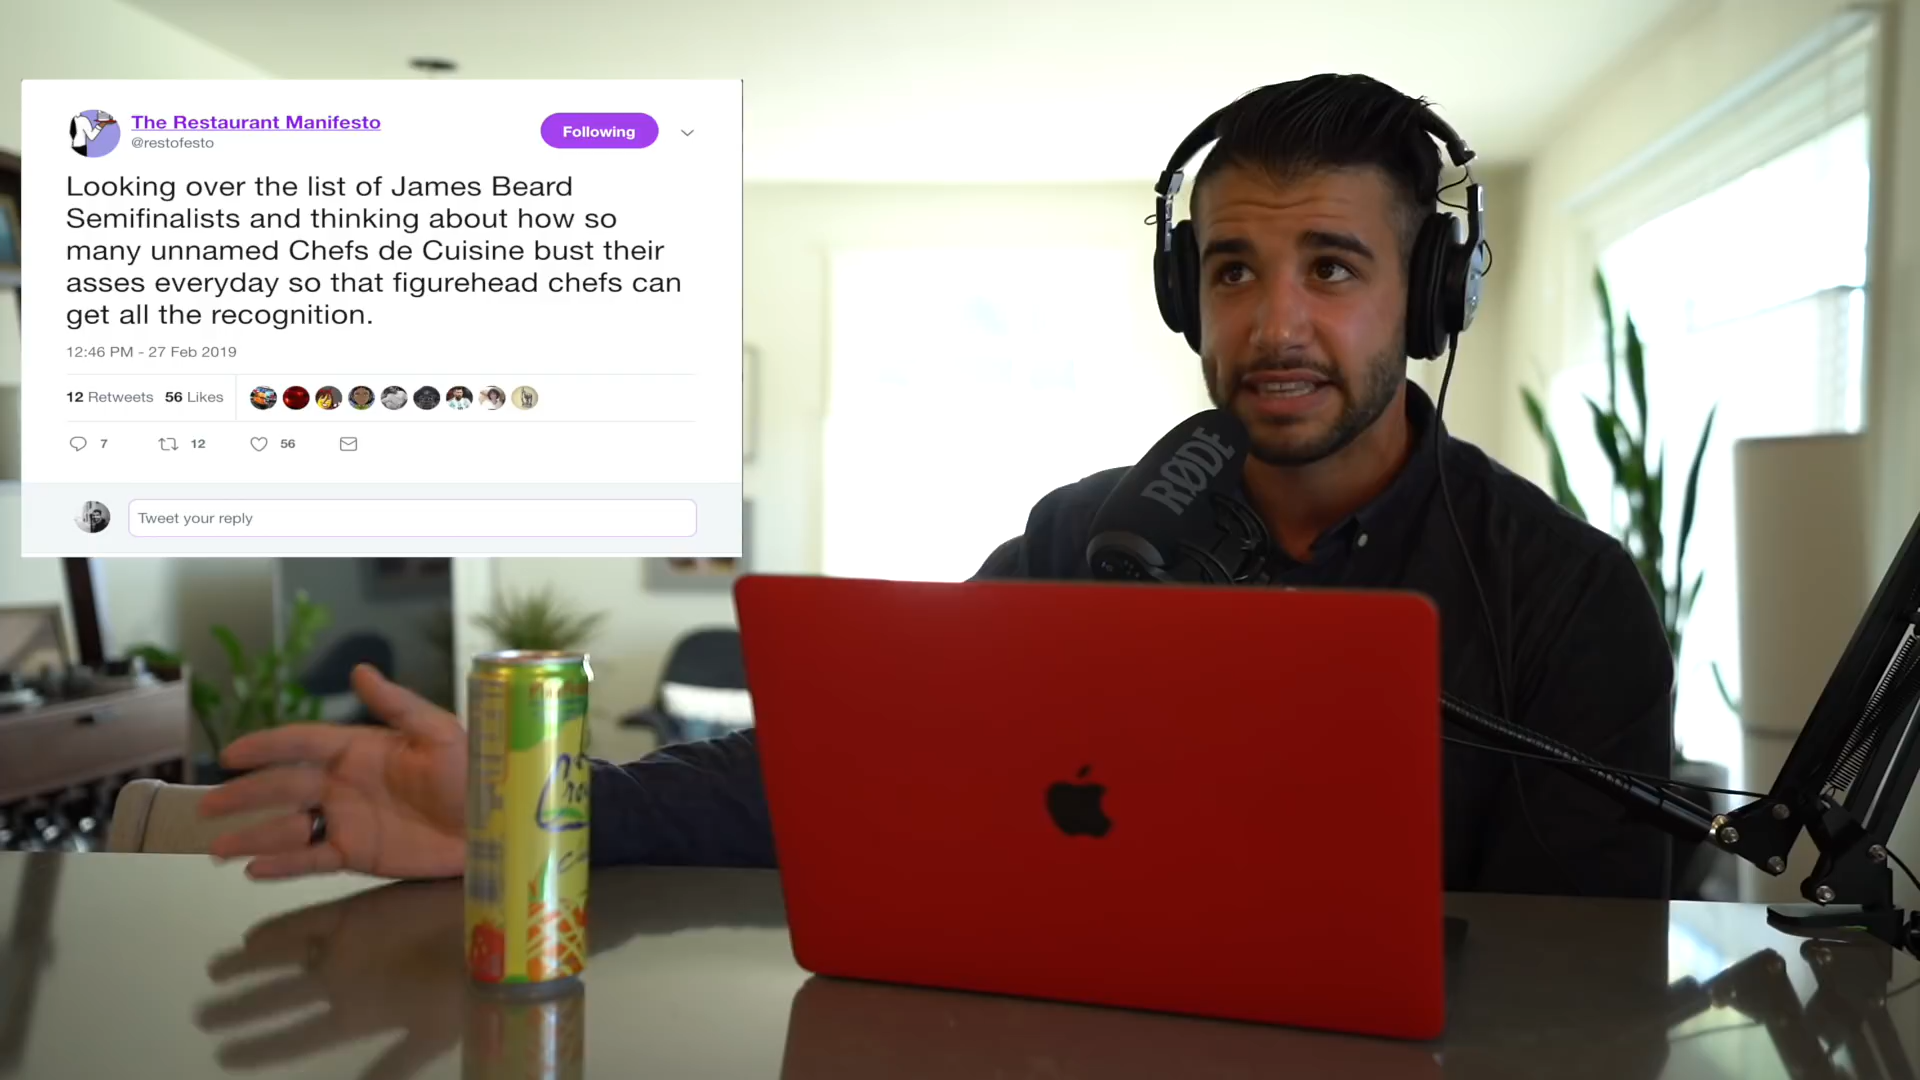 The Restaurant Manifesto
@restofesto
Following
Looking over the list of James Beard
Semifinalists and thinking about how so
many unnamed Chefs de Cuisine bust their
asses everyday so that figurehead chefs can
get all the recognition.
12:46 PM - 27 Feb 2019
12 Retweets 56 Likes
7 12 56
Tweet your reply
RØDE